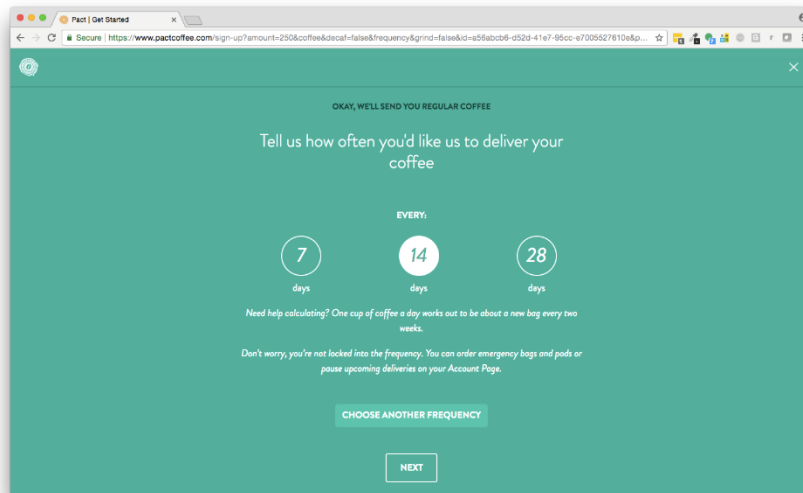 Pact | Get Started
Secure | https://www.pactcoffee.com/sign-up?amount=250&coffee&decaf=false&frequency&grind=false&id=a56abcb6-d52d-41e7-95cc-e7005527610e&p...
OKAY, WE'LL SEND YOU REGULAR COFFEE
Tell us how often you'd like us to deliver your
coffee
EVERY:
7 14 28
days days days
Need help calculating? One cup of coffee a day works out to be about a new bag every two
weeks.
Don't worry, you're not locked into the frequency. You can order emergency bags and pods or
pause upcoming deliveries on your Account Page.
CHOOSE ANOTHER FREQUENCY
NEXT